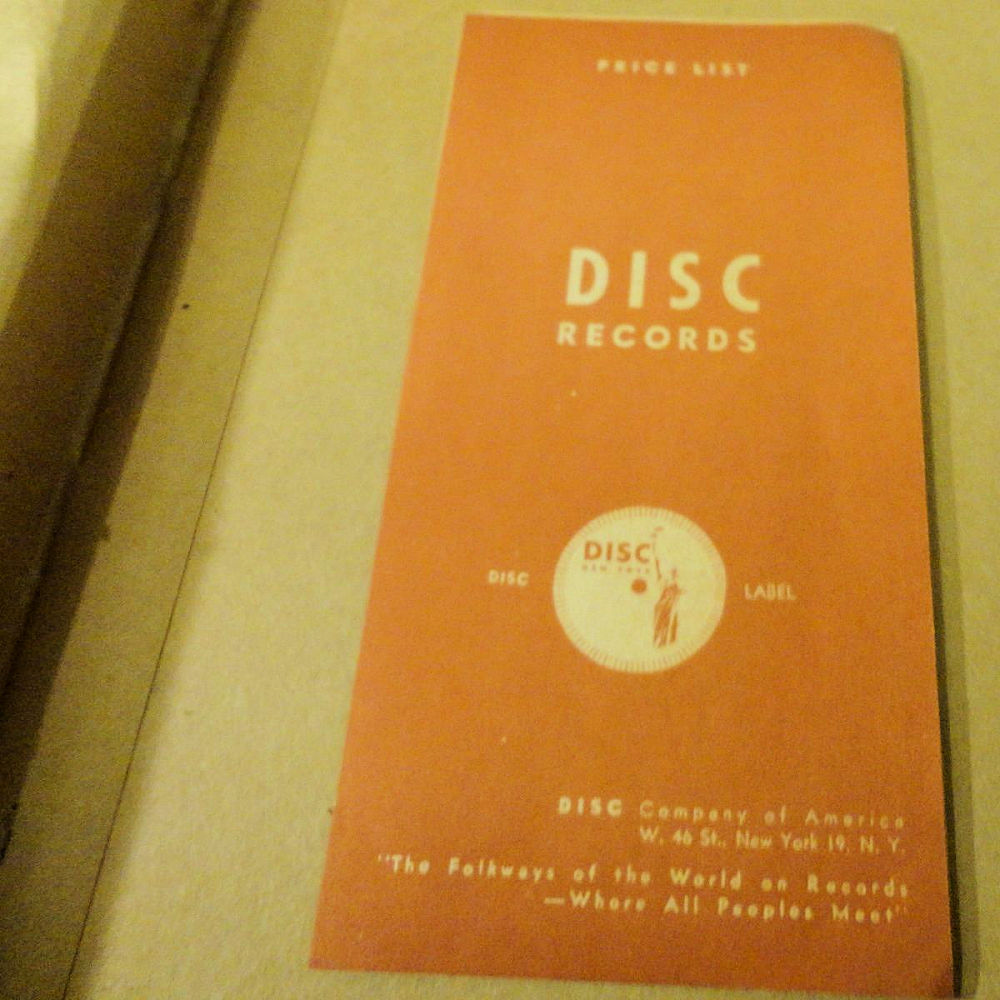 PRICE LIST
DISC
RECORDS
DISC
DISC
NEW YORK
LABEL
DISC Company of America
W. 46 St., New York 19, N. Y.
"The Folkways of the World on Records
—Where All Peoples Meet"